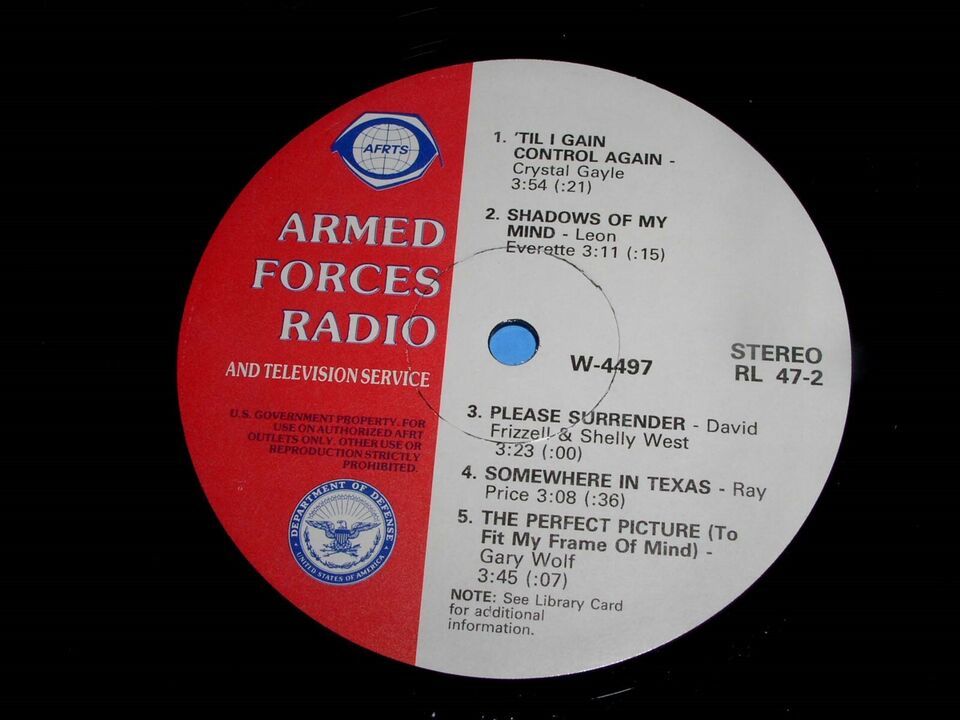 AFRTS
ARMED
FORCES
RADIO
AND TELEVISION SERVICE
U.S. GOVERNMENT PROPERTY. FOR
USE ON AUTHORIZED AFRT
OUTLETS ONLY. OTHER USE OR
REPRODUCTION STRICTLY
PROHIBITED.
DEPARTMENT OF DEFENSE
UNITED STATES OF AMERICA
1. 'TIL I GAIN
CONTROL AGAIN -
Crystal Gayle
3:54 (:21)
2. SHADOWS OF MY
MIND - Leon
Everette 3:11 (:15)
W-4497
STEREO
RL 47-2
3. PLEASE SURRENDER - David
Frizzell & Shelly West
3:23 (:00)
4. SOMEWHERE IN TEXAS - Ray
Price 3:08 (:36)
5. THE PERFECT PICTURE (To
Fit My Frame Of Mind) -
Gary Wolf
3:45 (:07)
NOTE: See Library Card
for additional
information.